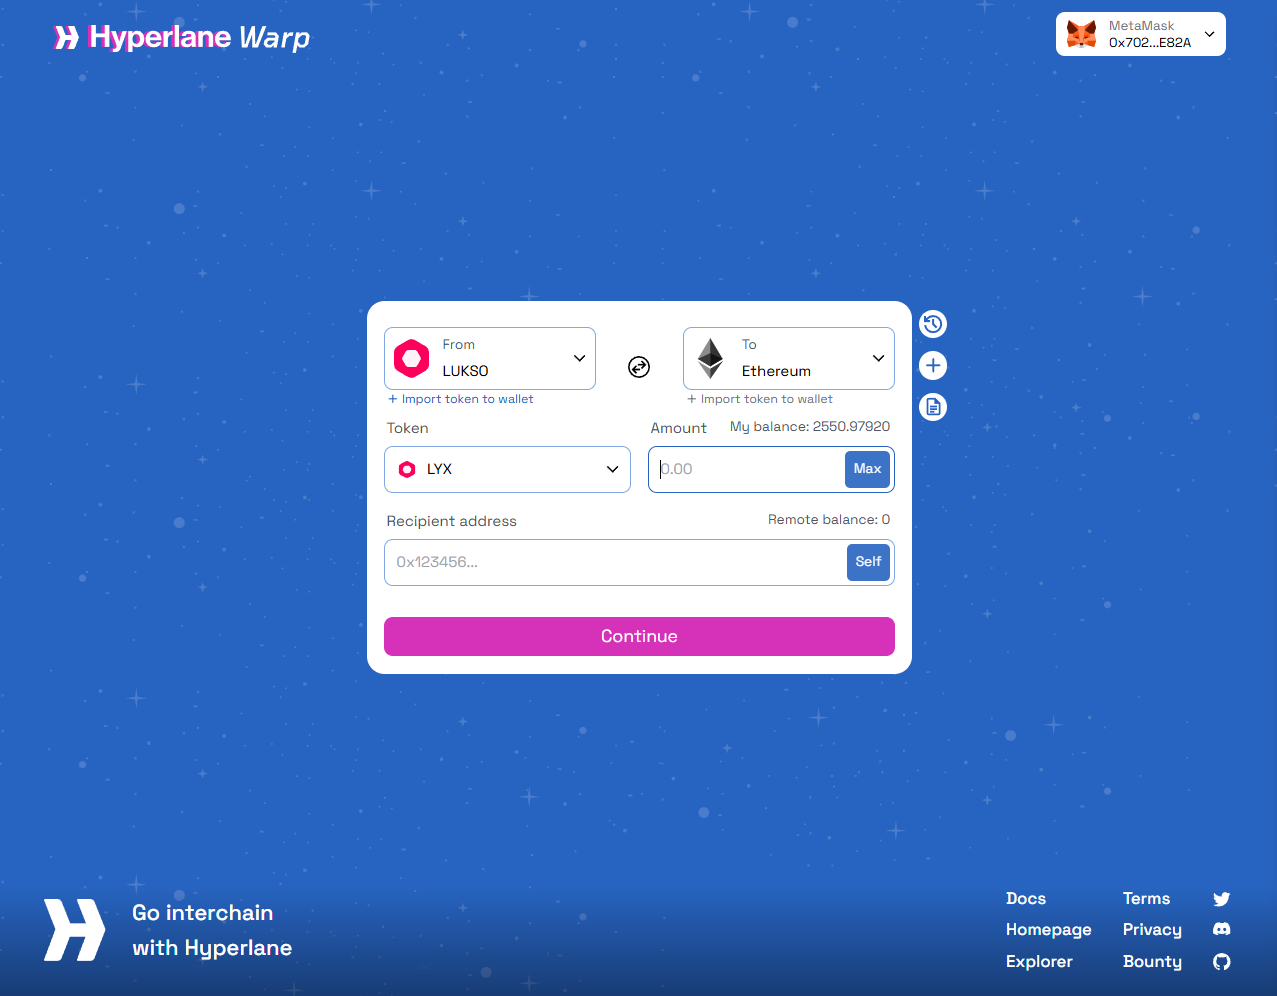 Hyperlane Warp
MetaMask
0x702...E82A
From
LUKSO
To
Ethereum
+ Import token to wallet
+ Import token to wallet
Token
Amount
My balance: 2550.97920
LYX
0.00
Max
Recipient address
Remote balance: 0
0x123456...
Self
Continue
Go interchain
with Hyperlane
Docs
Terms
Homepage
Privacy
Explorer
Bounty